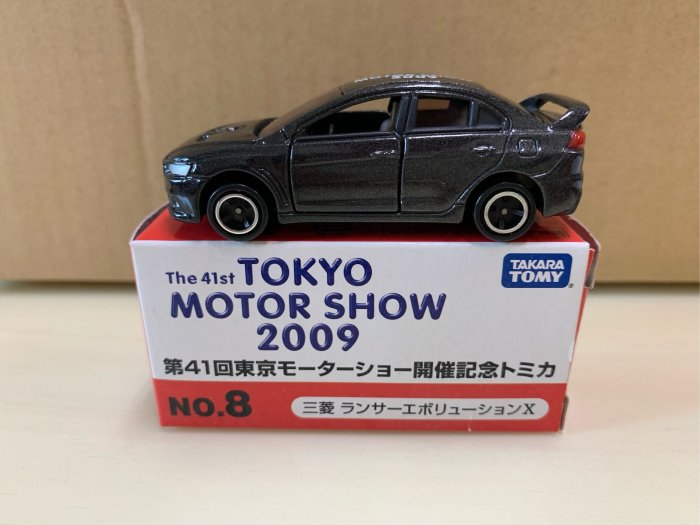 The 41st TOKYO
MOTOR SHOW
2009
TAKARA
TOMY
第41回東京モーターショー開催記念トミカ
NO.8
三菱 ランサーエボリューションX